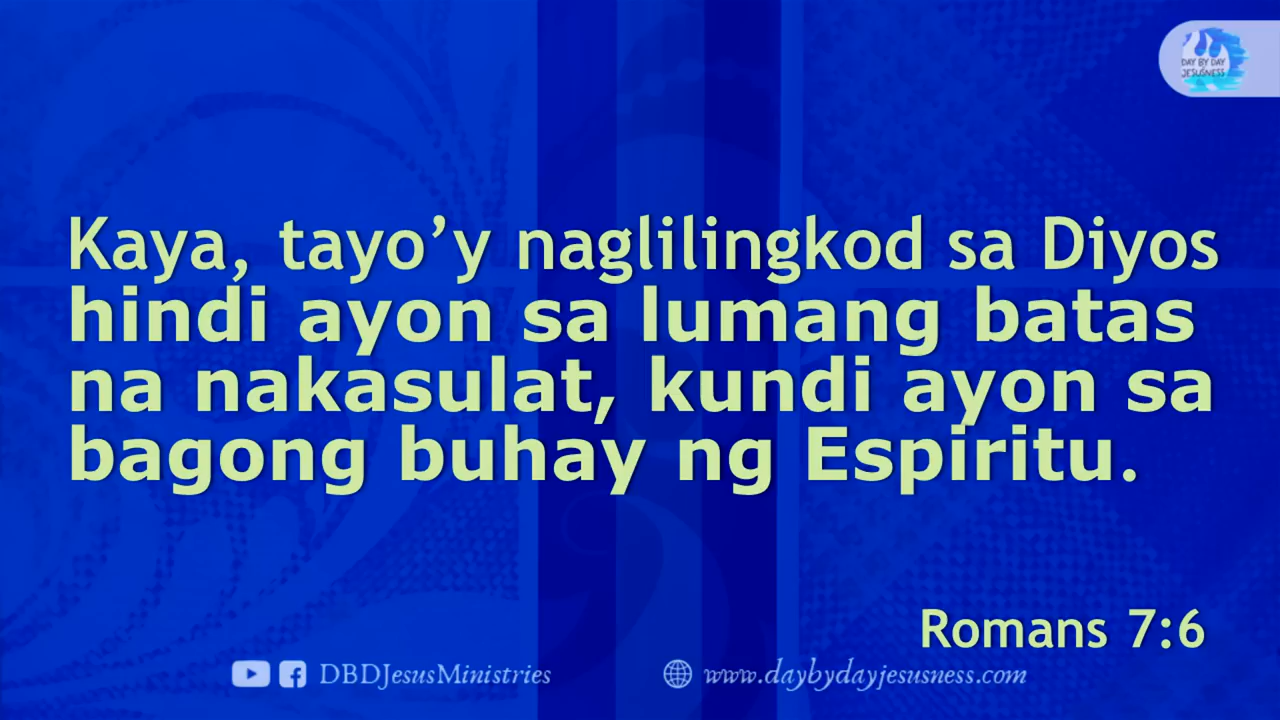 DAY BY DAY
JESUSNESS
Kaya, tayo’y naglilingkod sa Diyos
hindi ayon sa lumang batas
na nakasulat, kundi ayon sa
bagong buhay ng Espiritu.
Romans 7:6
DBDJesusMinistries
www.daybydayjesusness.com